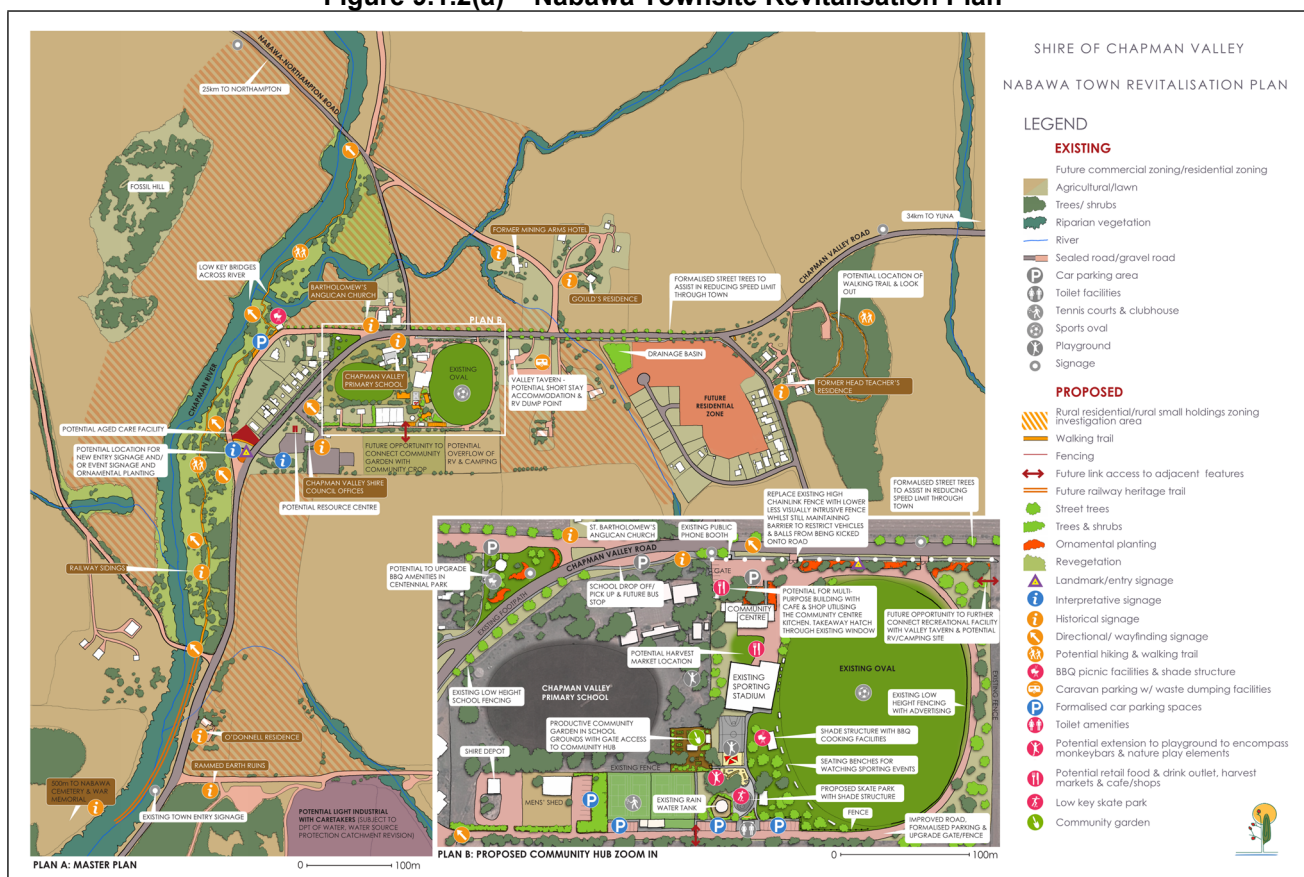 Figure 9.1.2(a) – Nabawa Townsite Revitalisation Plan
SHIRE OF CHAPMAN VALLEY
NABAWA TOWN REVITALISATION PLAN
LEGEND
EXISTING
Future commercial zoning/residential zoning
Agricultural/lawn
Trees/ shrubs
Riparian vegetation
River
Sealed road/gravel road
P
Car parking area
Toilet facilities
Tennis courts & clubhouse
Sports oval
Playground
Signage
PROPOSED
Rural residential/rural small holdings zoning
investigation area
Walking trail
Fencing
Future link access to adjacent features
Future railway heritage trail
Street trees
Trees & shrubs
Ornamental planting
Revegetation
Landmark/entry signage
Interpretative signage
Historical signage
Directional/ wayfinding signage
Potential hiking & walking trail
BBQ picnic facilities & shade structure
Caravan parking w/ waste dumping facilities
P
Formalised car parking spaces
Toilet amenities
Potential extension to playground to encompass
monkeybars & nature play elements
Potential retail food & drink outlet, harvest
markets & cafe/shops
Low key skate park
Community garden
NABAWA-NORTHAMPTON ROAD
25km TO NORTHAMPTON
FOSSIL HILL
LOW KEY BRIDGES
ACROSS RIVER
FORMER MINING ARMS HOTEL
GOULD'S RESIDENCE
BARTHOLOMEW'S
ANGLICAN CHURCH
PLAN B
FORMALISED STREET TREES TO
ASSIST IN REDUCING SPEED LIMIT
THROUGH TOWN
CHAPMAN VALLEY ROAD
34km TO YUNA
POTENTIAL LOCATION OF
WALKING TRAIL & LOOK
OUT
P
CHAPMAN RIVER
CHAPMAN VALLEY
PRIMARY SCHOOL
EXISTING
OVAL
VALLEY TAVERN -
POTENTIAL SHORT STAY
ACCOMMODATION &
RV DUMP POINT
DRAINAGE BASIN
FUTURE
RESIDENTIAL
ZONE
FORMER HEAD TEACHER'S
RESIDENCE
POTENTIAL AGED CARE FACILITY
POTENTIAL LOCATION FOR
NEW ENTRY SIGNAGE AND/
OR EVENT SIGNAGE AND
ORNAMENTAL PLANTING
FUTURE OPPORTUNITY TO
CONNECT COMMUNITY
GARDEN WITH
COMMUNITY CROP
POTENTIAL
OVERFLOW OF
RV & CAMPING
CHAPMAN VALLEY SHIRE
COUNCIL OFFICES
POTENTIAL RESOURCE CENTRE
RAILWAY SIDINGS
O'DONNELL RESIDENCE
RAMMED EARTH RUINS
500m TO NABAWA
CEMETERY & WAR
MEMORIAL
EXISTING TOWN ENTRY SIGNAGE
POTENTIAL LIGHT INDUSTRIAL
WITH CARETAKERS (SUBJECT TO
DPT OF WATER, WATER SOURCE
PROTECTION CATCHMENT REVISION)
PLAN A: MASTER PLAN
0 100m
REPLACE EXISTING HIGH
CHAINLINK FENCE WITH LOWER
LESS VISUALLY INTRUSIVE FENCE
WHILST STILL MAINTAINING
BARRIER TO RESTRICT VEHICLES
& BALLS FROM BEING KICKED
ONTO ROAD
FORMALISED STREET TREES
TO ASSIST IN REDUCING
SPEED LIMIT THROUGH
TOWN
ST. BARTHOLOMEW'S
ANGLICAN CHURCH
EXISTING PUBLIC
PHONE BOOTH
CHAPMAN VALLEY ROAD
P
POTENTIAL TO UPGRADE
BBQ AMENITIES IN
CENTENNIAL PARK
SCHOOL DROP OFF/
PICK UP & FUTURE BUS
STOP
P
GATE
P
COMMUNITY
CENTRE
POTENTIAL FOR MULTI-
PURPOSE BUILDING WITH
CAFE & SHOP UTILISING
THE COMMUNITY CENTRE
KITCHEN. TAKEAWAY HATCH
THROUGH EXISTING WINDOW
FUTURE OPPORTUNITY TO FURTHER
CONNECT RECREATIONAL FACILITY
WITH VALLEY TAVERN & POTENTIAL
RV/CAMPING SITE
EXISTING FOOTPATH
POTENTIAL HARVEST
MARKET LOCATION
EXISTING OVAL
EXISTING
SPORTING
STADIUM
CHAPMAN VALLEY
PRIMARY SCHOOL
EXISTING LOW HEIGHT
SCHOOL FENCING
EXISTING LOW
HEIGHT FENCING
WITH ADVERTISING
EXISTING FENCE
PRODUCTIVE COMMUNITY
GARDEN IN SCHOOL
GROUNDS WITH GATE ACCESS
TO COMMUNITY HUB
SHADE STRUCTURE WITH BBQ
COOKING FACILITIES
SHIRE DEPOT
EXISTING FENCE
SEATING BENCHES FOR
WATCHING SPORTING EVENTS
MENS' SHED
P
EXISTING RAIN
WATER TANK
PROPOSED SKATE PARK
WITH SHADE STRUCTURE
FENCE
P
P
P
IMPROVED ROAD,
FORMALISED PARKING &
UPGRADE GATE/FENCE
PLAN B: PROPOSED COMMUNITY HUB ZOOM IN
0 100m